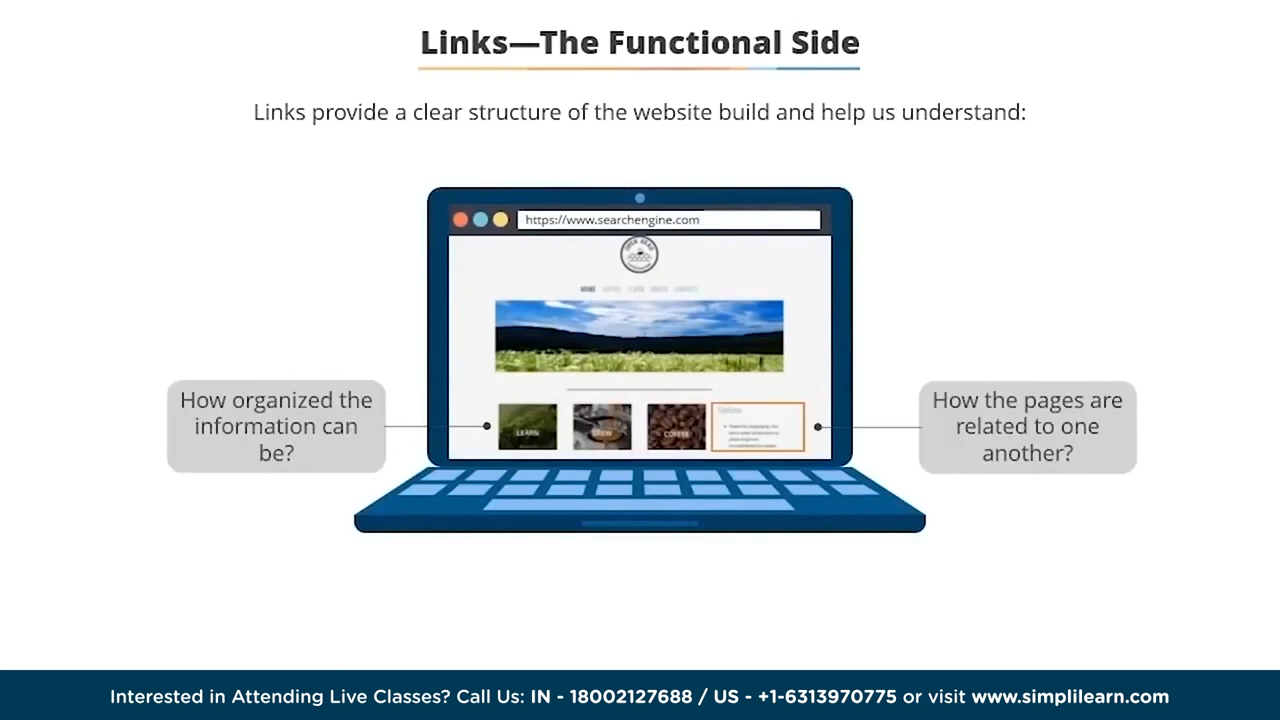 Links—The Functional Side
Links provide a clear structure of the website build and help us understand:
https://www.searchengine.com
HOME
How organized the
information can
be?
LEARN
BREW
COFFEE
How the pages are
related to one
another?
Interested in Attending Live Classes? Call Us: IN - 18002127688 / US - +1-6313970775 or visit www.simplilearn.com